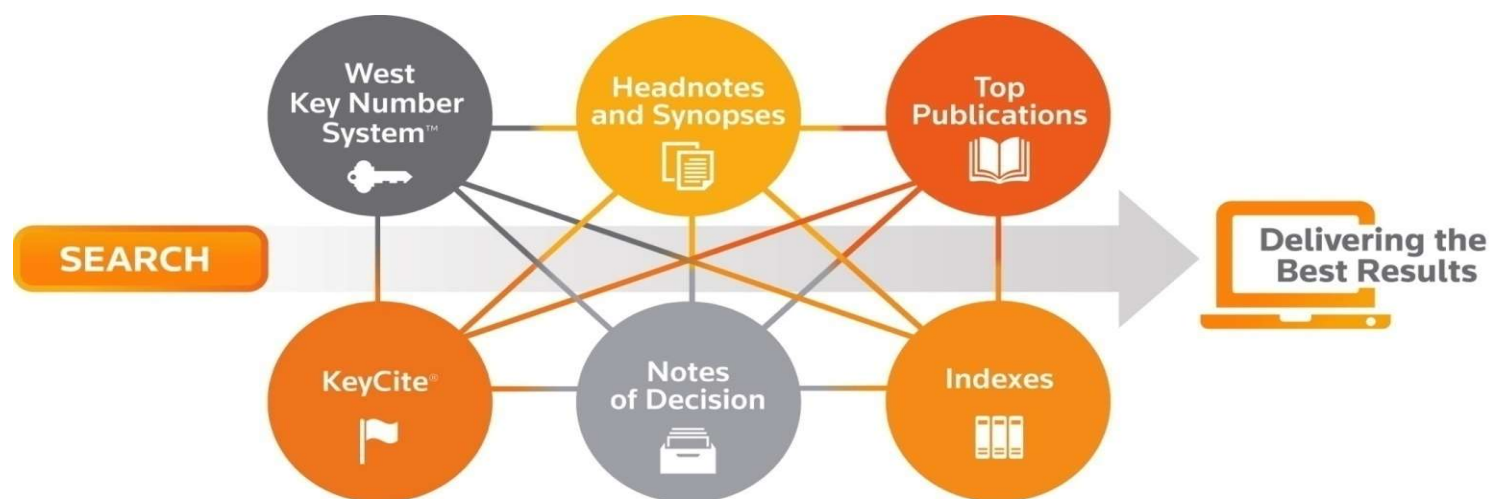 West
Key Number
System™
Headnotes
and Synopses
Top
Publications
SEARCH
Delivering the
Best Results
KeyCite®
Notes
of Decision
Indexes